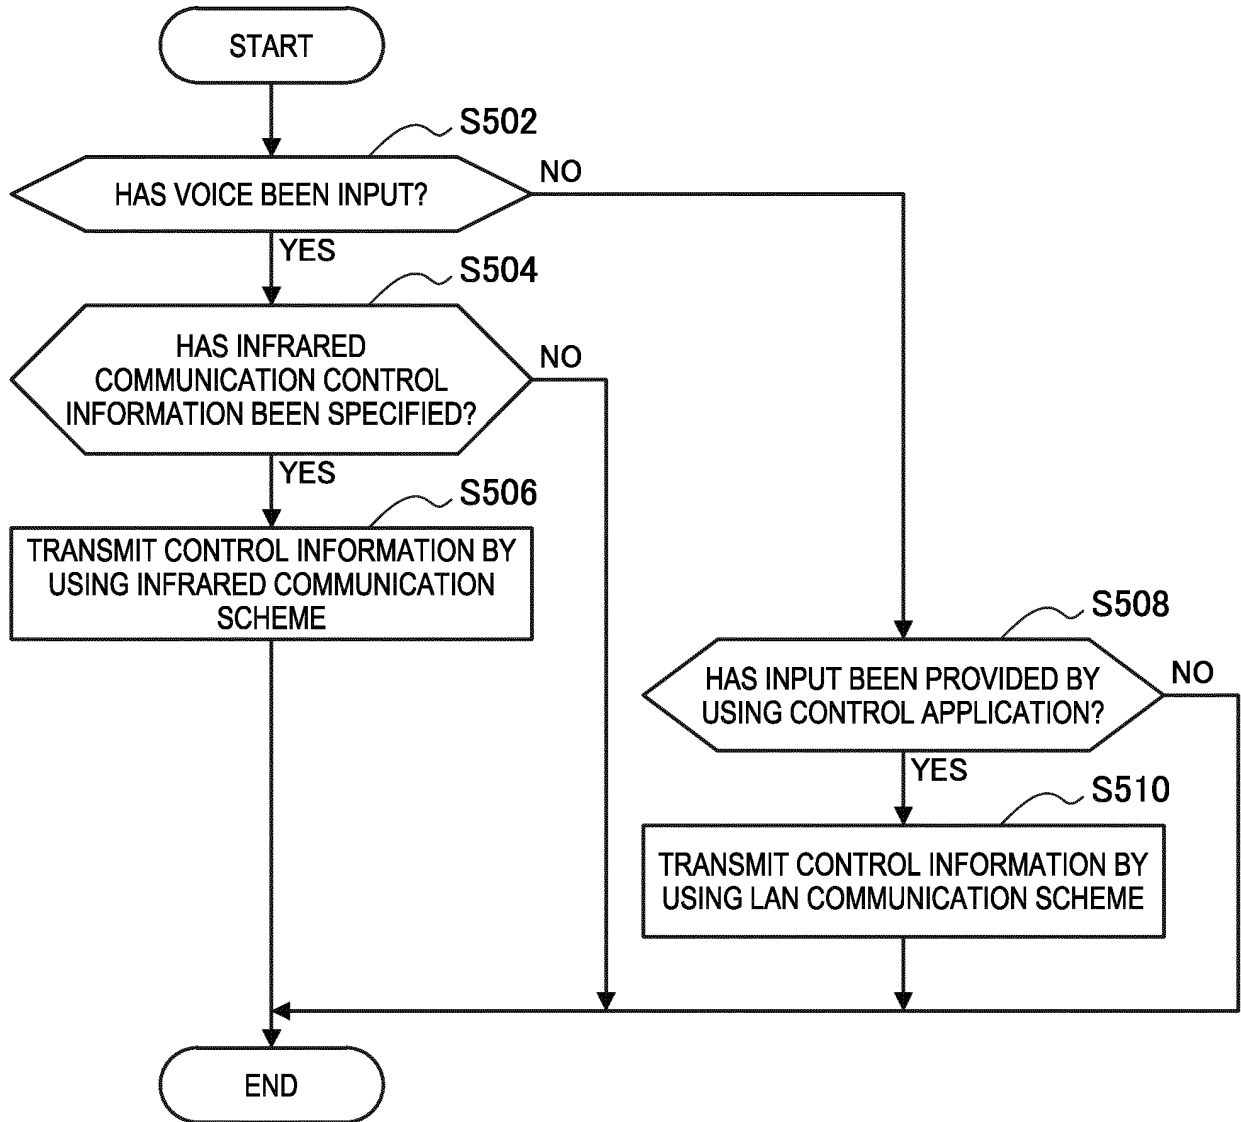 START
S502
HAS VOICE BEEN INPUT?
NO
YES
S504
HAS INFRARED
COMMUNICATION CONTROL
INFORMATION BEEN SPECIFIED?
NO
YES
S506
TRANSMIT CONTROL INFORMATION BY
USING INFRARED COMMUNICATION
SCHEME
S508
HAS INPUT BEEN PROVIDED BY
USING CONTROL APPLICATION?
NO
YES
S510
TRANSMIT CONTROL INFORMATION BY
USING LAN COMMUNICATION SCHEME
END